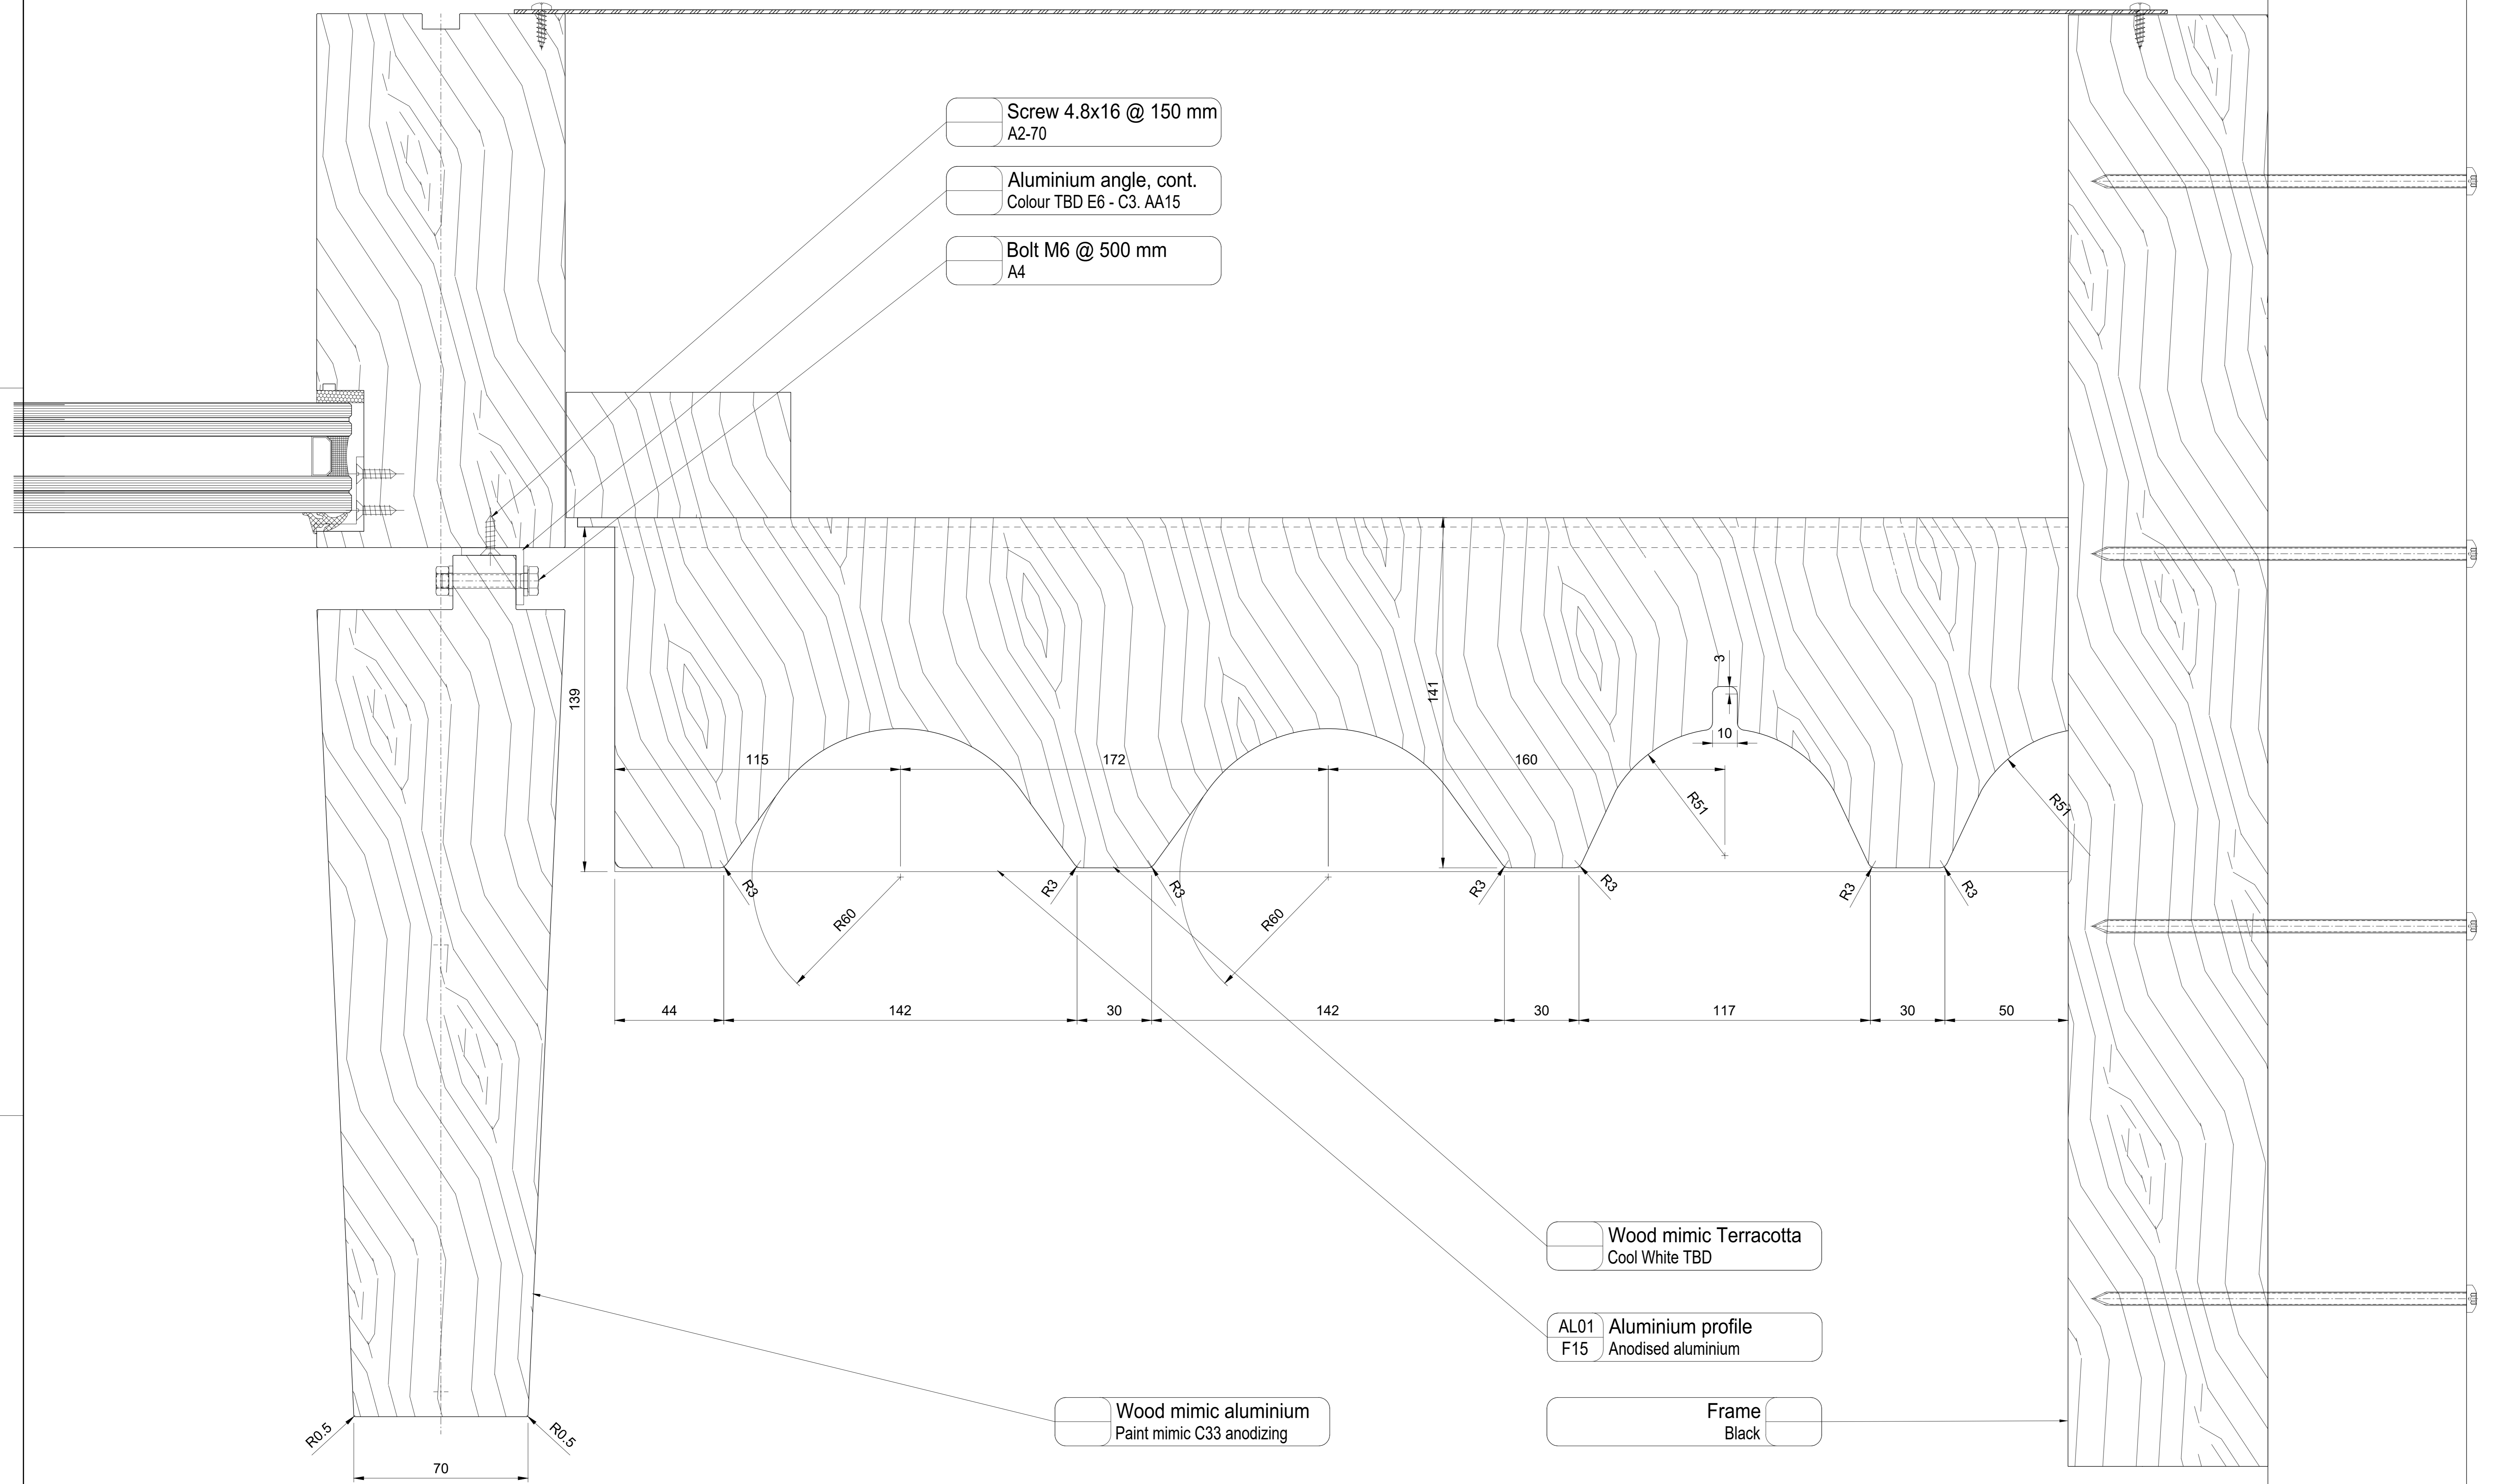 Screw 4.8x16 @ 150 mm
A2-70
Aluminium angle, cont.
Colour TBD E6 - C3. AA15
Bolt M6 @ 500 mm
A4
139
141
3
10
115
172
160
R51
R51
R3
R3
R3
R3
R3
R3
R3
R60
R60
44
142
30
142
30
117
30
50
Wood mimic Terracotta
Cool White TBD
AL01
Aluminium profile
F15
Anodised aluminium
Wood mimic aluminium
Paint mimic C33 anodizing
Frame
Black
R0.5
R0.5
70